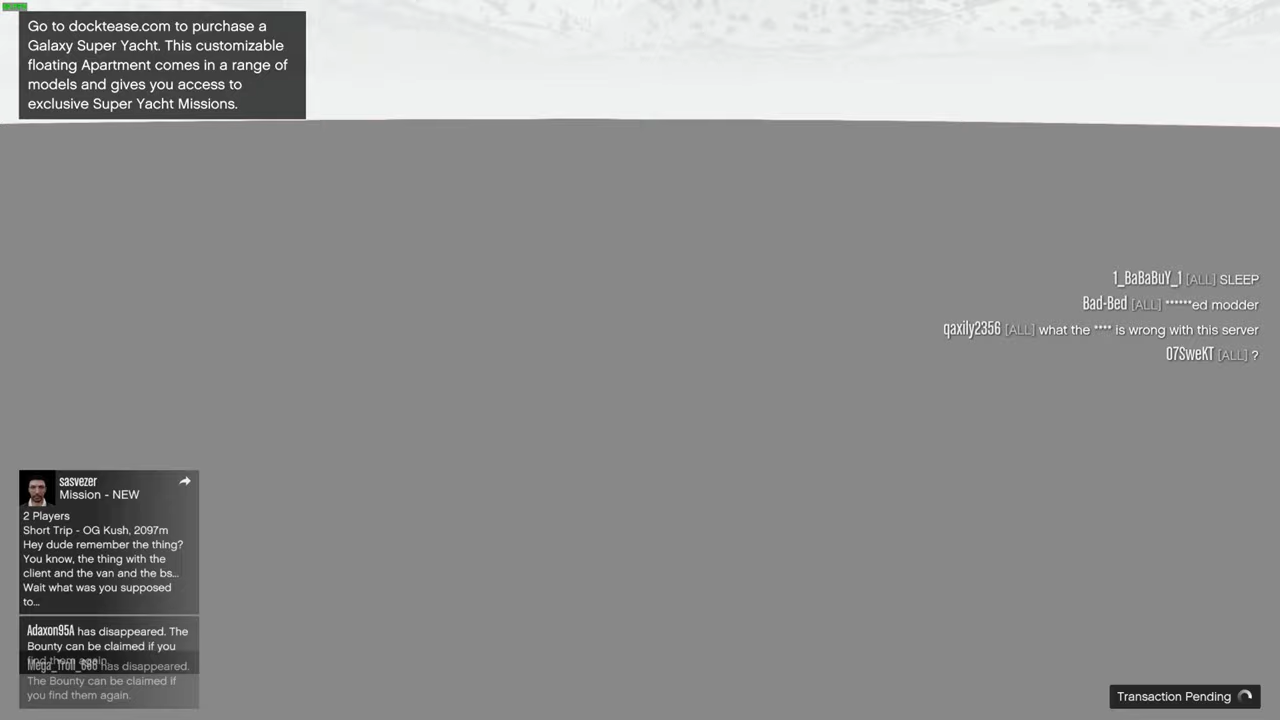 Go to docktease.com to purchase a
Galaxy Super Yacht. This customizable
floating Apartment comes in a range of
models and gives you access to
exclusive Super Yacht Missions.
1_BaBaBuY_1 [ALL] SLEEP
Bad-Bed [ALL] ******ed modder
qaxily2356 [ALL] what the **** is wrong with this server
07SweKT [ALL] ?
sasvezer
Mission - NEW
2 Players
Short Trip - OG Kush, 2097m
Hey dude remember the thing?
You know, the thing with the
client and the van and the bs...
Wait what was you supposed
to...
Adaxon95A has disappeared. The
Bounty can be claimed if you
find them again.
Mega_Troll_666 has disappeared.
The Bounty can be claimed if
you find them again.
Transaction Pending